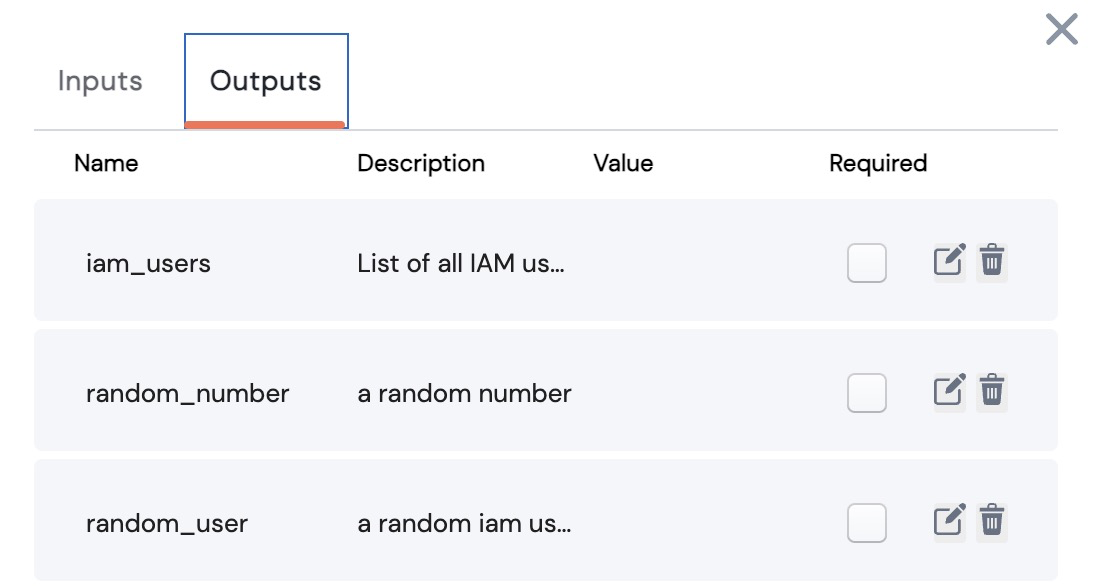 Inputs Outputs
Name Description Value Required
iam_users List of all IAM us...
random_number a random number
random_user a random iam us...